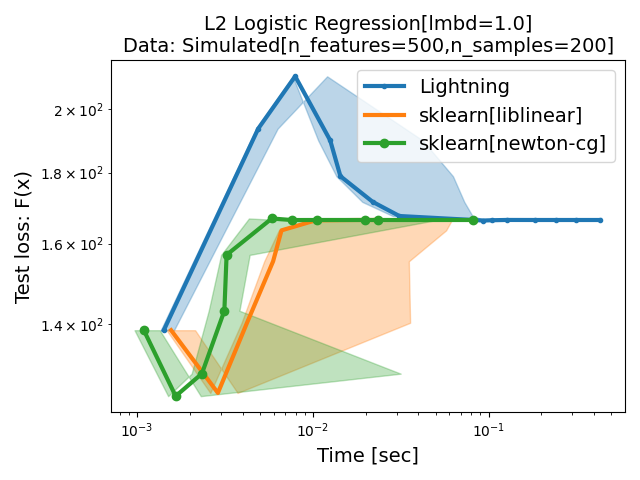 L2 Logistic Regression[lmbd=1.0]
Data: Simulated[n_features=500,n_samples=200]
Lightning
sklearn[liblinear]
sklearn[newton-cg]
Test loss: F(x)
2 × 10²
1.8 × 10²
1.6 × 10²
1.4 × 10²
10⁻³
10⁻²
10⁻¹
Time [sec]